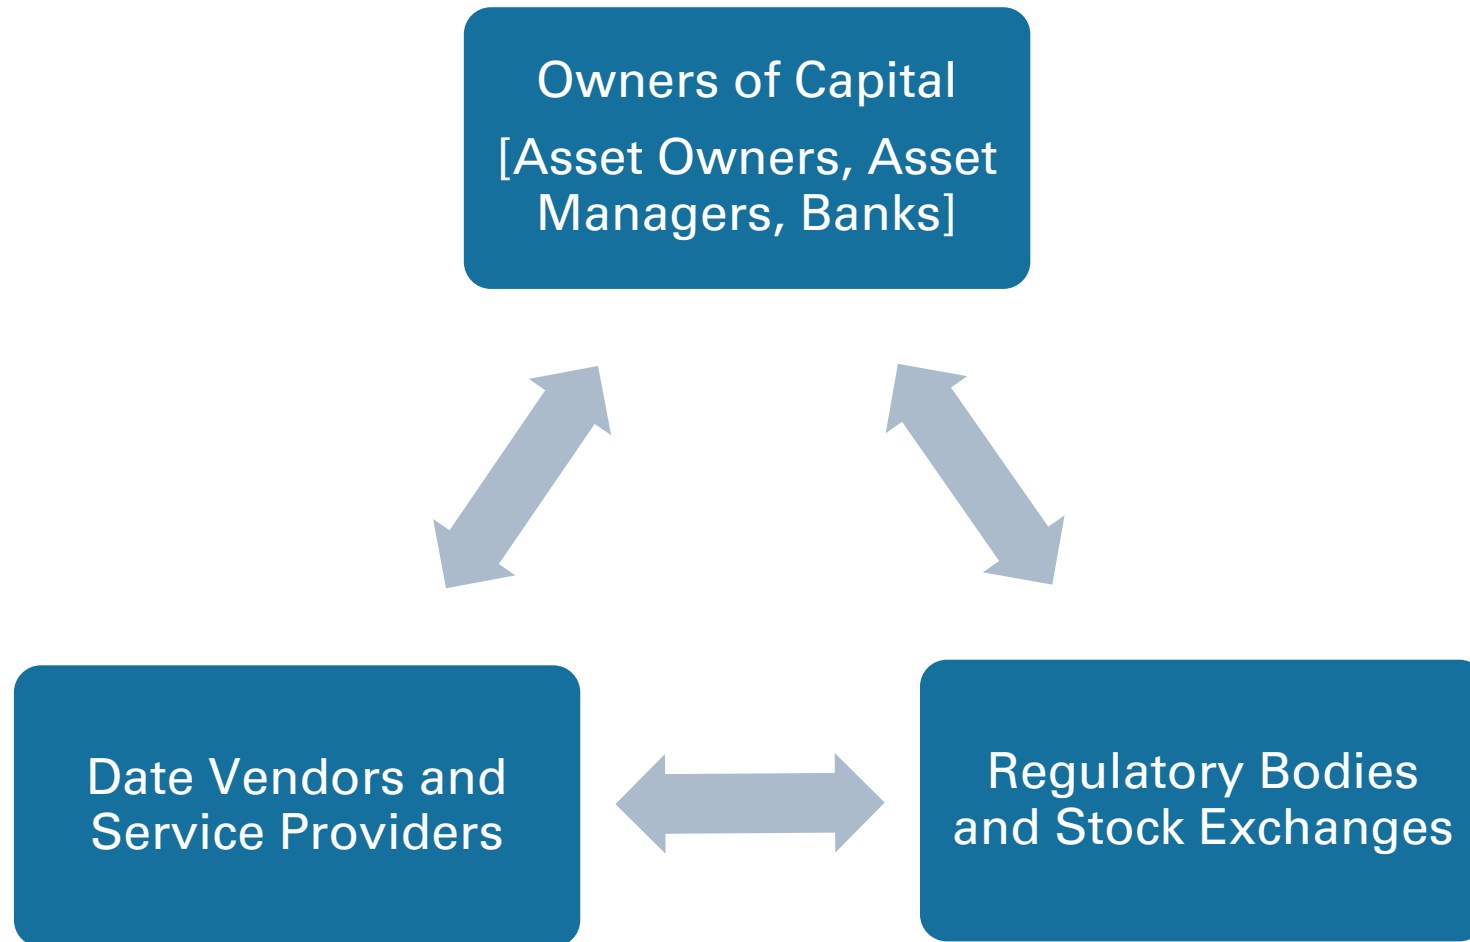 Owners of Capital
[Asset Owners, Asset
Managers, Banks]
Date Vendors and
Service Providers
Regulatory Bodies
and Stock Exchanges